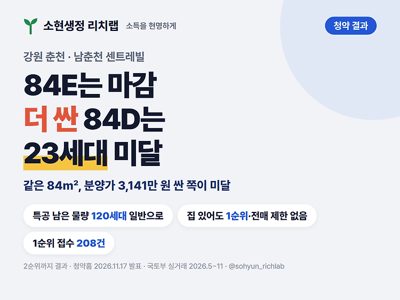 소현생정 리치랩 소득을 현명하게 청약 결과
강원 춘천 · 남춘천 센트레빌
84E는 마감
더 싼 84D는
23세대 미달
같은 84m², 분양가 3,141만 원 싼 쪽이 미달
특공 남은 물량 120세대 일반으로 집 있어도 1순위·전매 제한 없음
1순위 접수 208건
2순위까지 결과 · 청약홈 2026.11.17 발표 · 국토부 실거래 2026.5~11 · @sohyun_richlab